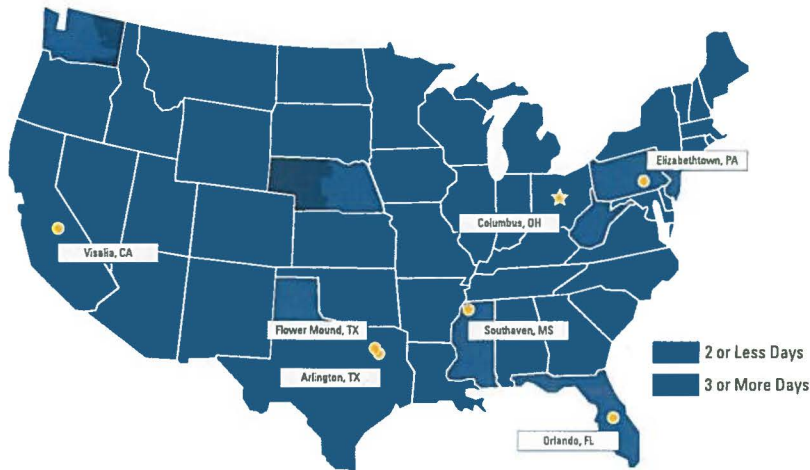 Elizabethtown, PA
Columbus, OH
Visalia, CA
Flower Mound, TX
Southaven, MS
Arlington, TX
2 or Less Days
3 or More Days
Orlando, FL